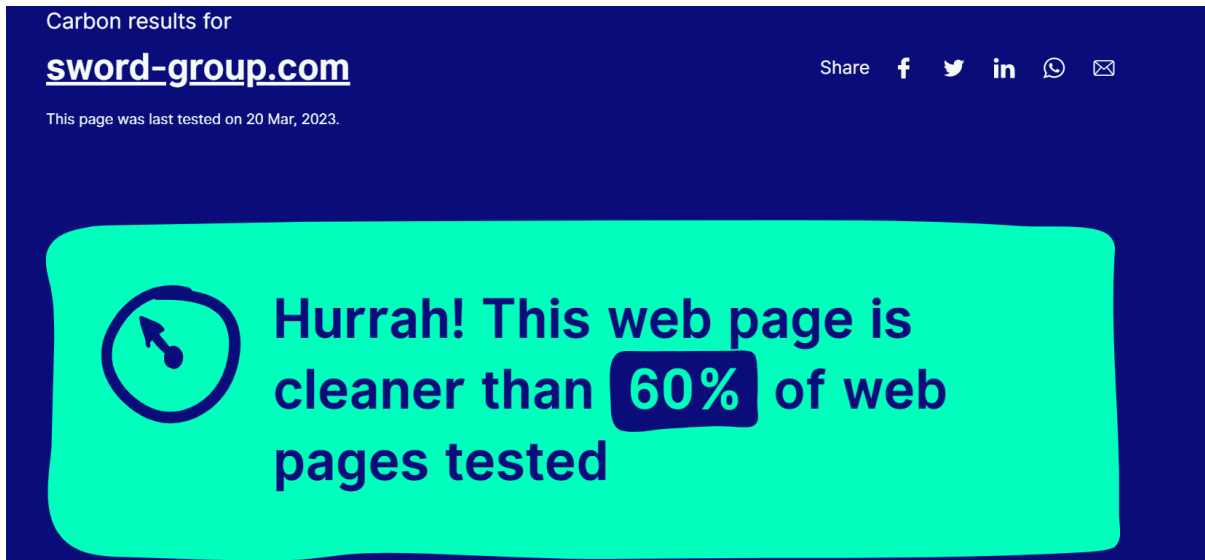 Carbon results for
sword-group.com
Share
This page was last tested on 20 Mar, 2023.
Hurrah! This web page is
cleaner than 60% of web
pages tested